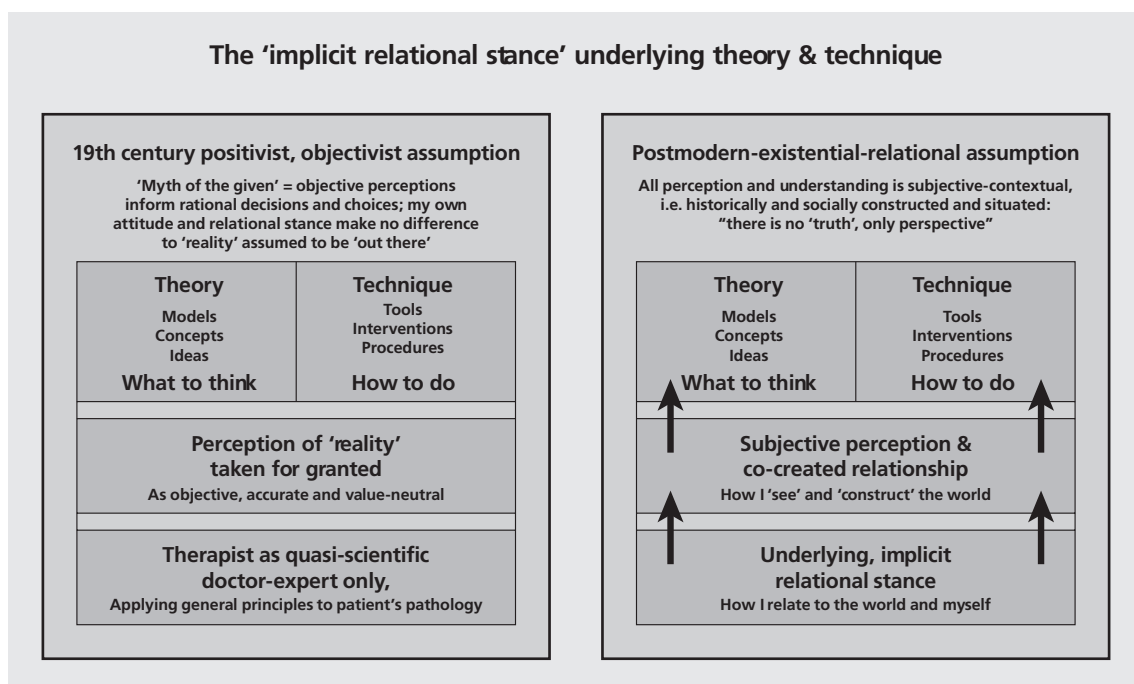 The ‘implicit relational stance’ underlying theory & technique
19th century positivist, objectivist assumption
‘Myth of the given’ = objective perceptions
inform rational decisions and choices; my own
attitude and relational stance make no difference
to ‘reality’ assumed to be ‘out there’
Theory
Models
Concepts
Ideas
What to think
Technique
Tools
Interventions
Procedures
How to do
Perception of ‘reality’
taken for granted
As objective, accurate and value-neutral
Therapist as quasi-scientific
doctor-expert only,
Applying general principles to patient’s pathology
Postmodern-existential-relational assumption
All perception and understanding is subjective-contextual,
i.e. historically and socially constructed and situated:
“there is no ‘truth’, only perspective”
Theory
Models
Concepts
Ideas
What to think
Technique
Tools
Interventions
Procedures
How to do
Subjective perception &
co-created relationship
How I ‘see’ and ‘construct’ the world
Underlying, implicit
relational stance
How I relate to the world and myself